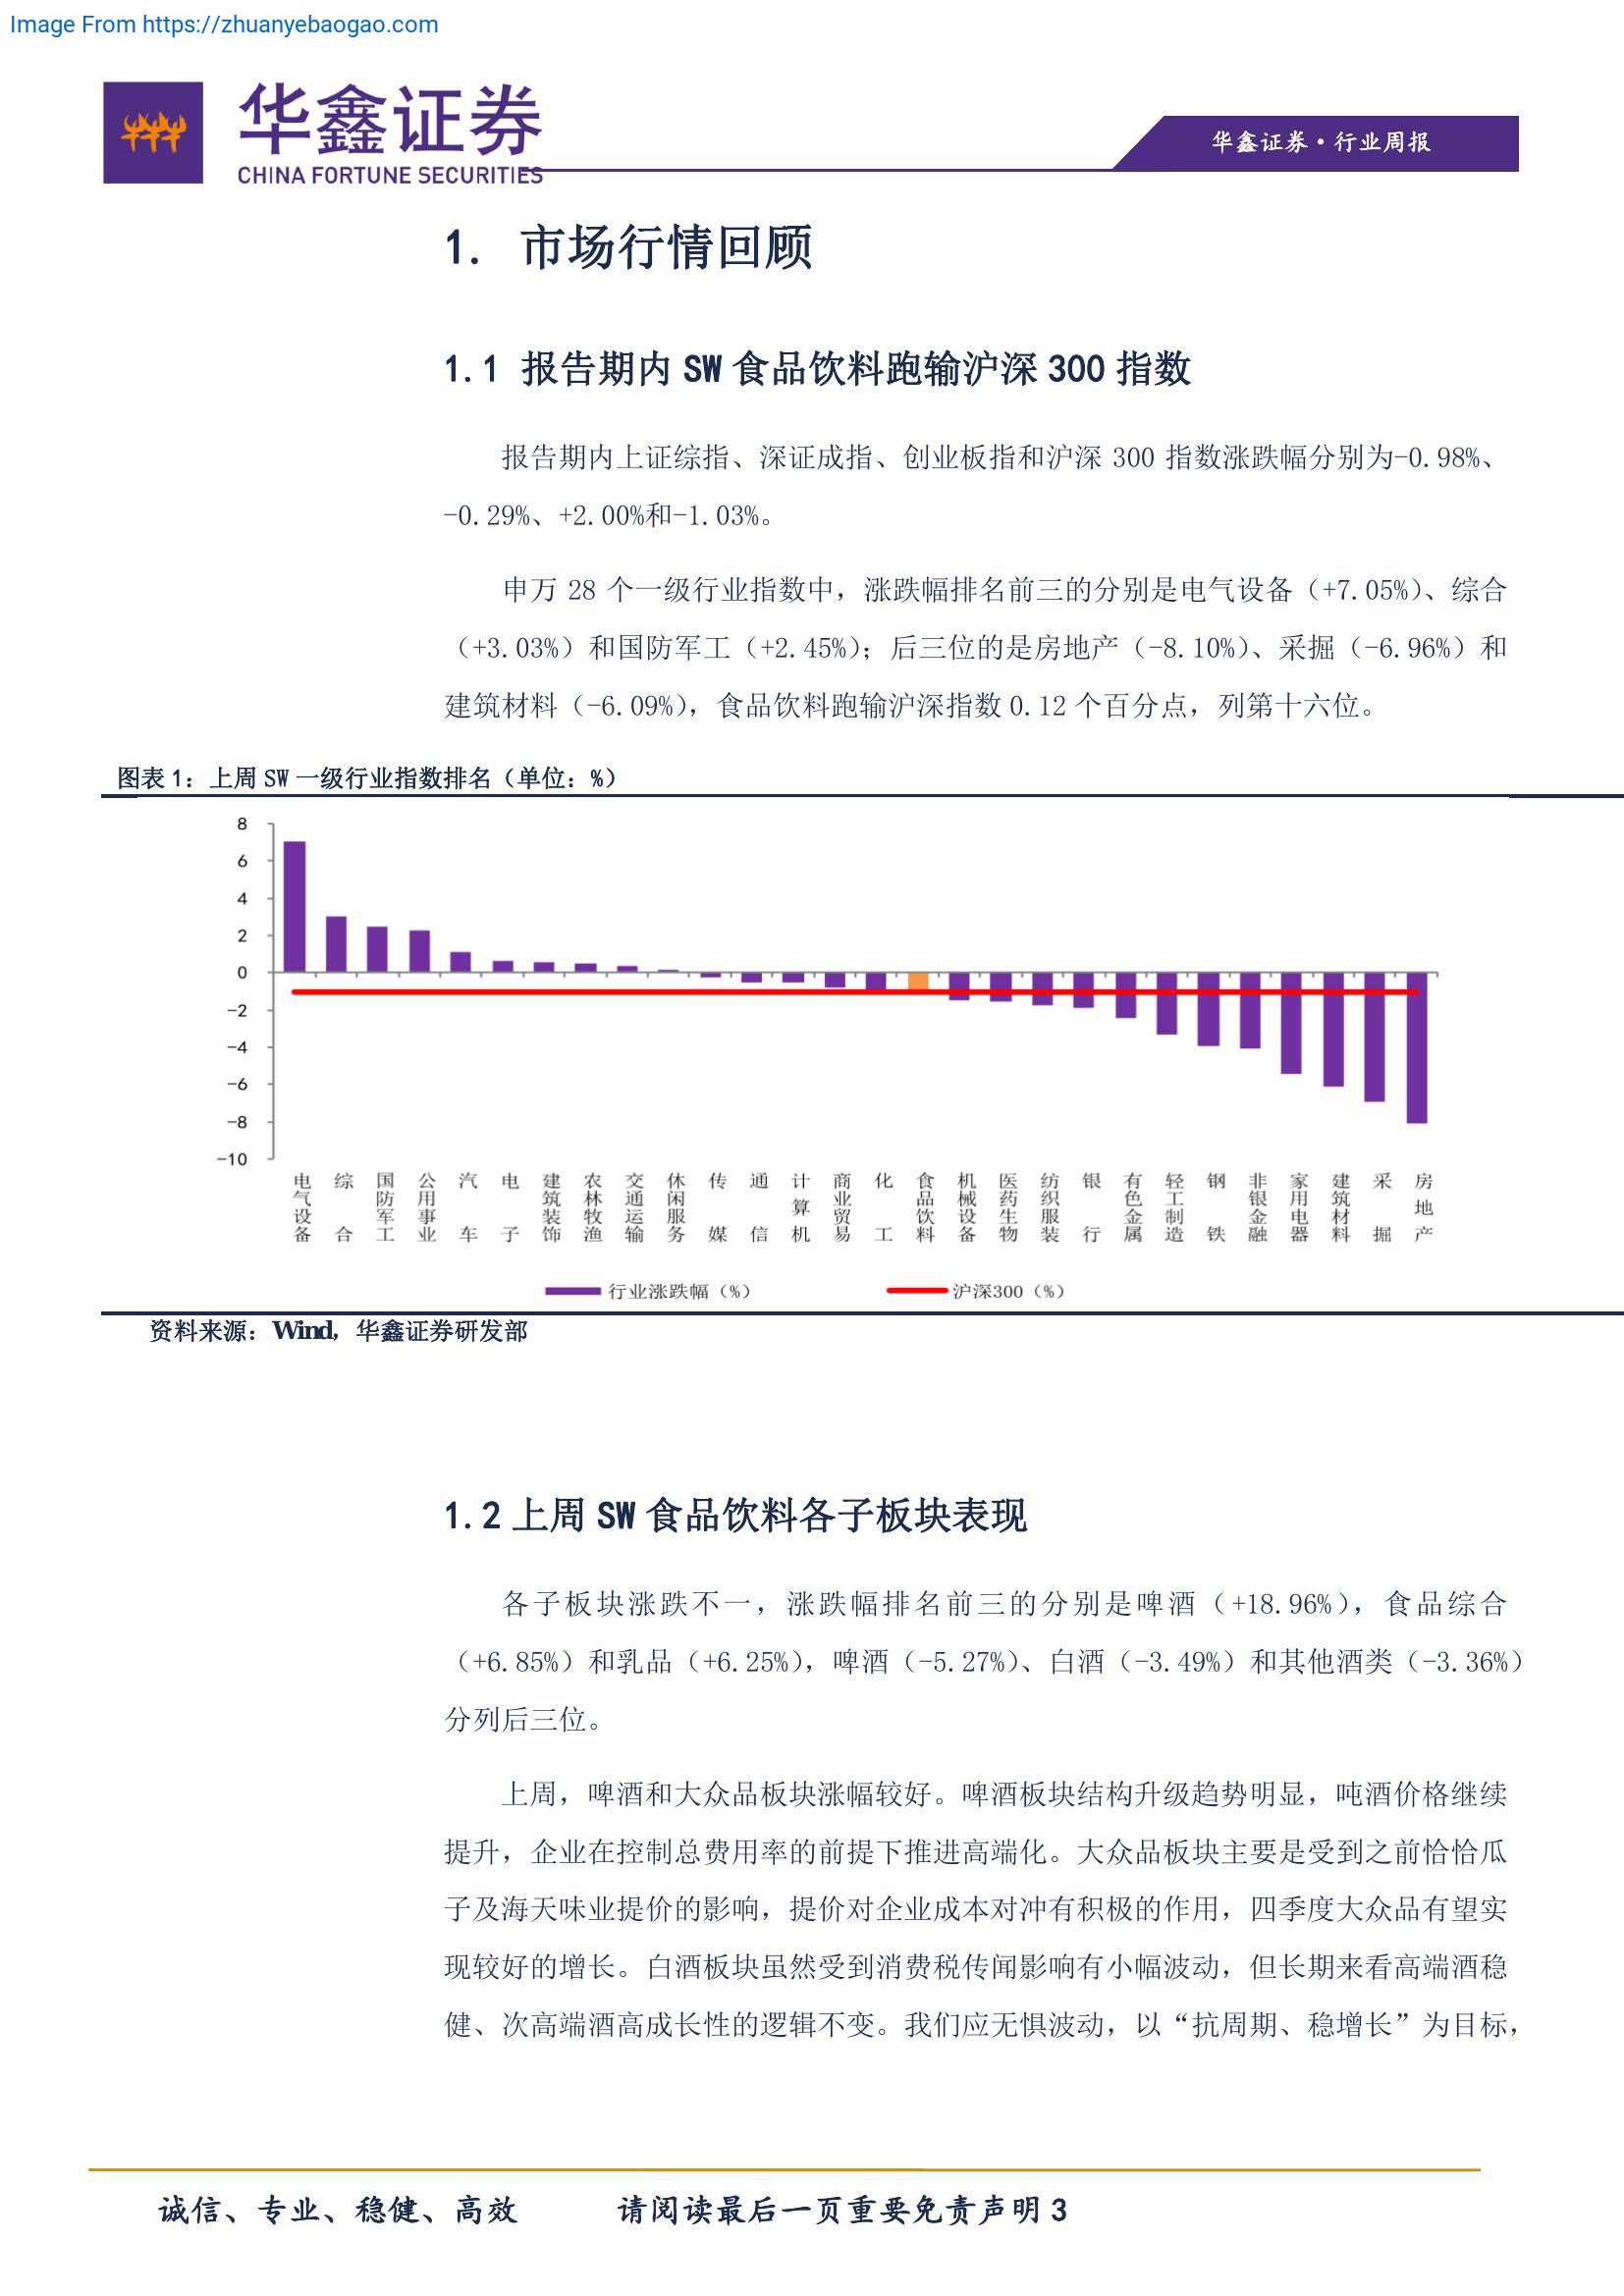 Image From https://zhuanyebaogao.com
华鑫证券
CHINA FORTUNE SECURITIES
华鑫证券·行业周报
1. 市场行情回顾
1.1 报告期内 SW 食品饮料跑输沪深 300 指数
报告期内上证综指、深证成指、创业板指和沪深 300 指数涨跌幅分别为-0.98%、
-0.29%、+2.00%和-1.03%。
申万 28 个一级行业指数中，涨跌幅排名前三的分别是电气设备（+7.05%）、综合
（+3.03%）和国防军工（+2.45%）；后三位的是房地产（-8.10%）、采掘（-6.96%）和
建筑材料（-6.09%），食品饮料跑输沪深指数 0.12 个百分点，列第十六位。
图表 1：上周 SW 一级行业指数排名（单位：%）
8
6
4
2
0
-2
-4
-6
-8
-10
电气设备
综合
国防军工
公用事业
汽车
电子
建筑装饰
农林牧渔
交通运输
休闲服务
传媒
通信
计算机
商业贸易
化工
食品饮料
机械设备
医药生物
纺织服装
银行
有色金属
轻工制造
钢铁
非银金融
家用电器
建筑材料
采掘
房地产
行业涨跌幅（%）
沪深300（%）
资料来源：Wind，华鑫证券研发部
1.2 上周 SW 食品饮料各子板块表现
各子板块涨跌不一，涨跌幅排名前三的分别是啤酒（+18.96%），食品综合
（+6.85%）和乳品（+6.25%），啤酒（-5.27%）、白酒（-3.49%）和其他酒类（-3.36%）
分列后三位。
上周，啤酒和大众品板块涨幅较好。啤酒板块结构升级趋势明显，吨酒价格继续
提升，企业在控制总费用率的前提下推进高端化。大众品板块主要是受到之前恰恰瓜
子及海天味业提价的影响，提价对企业成本对冲有积极的作用，四季度大众品有望实
现较好的增长。白酒板块虽然受到消费税传闻影响有小幅波动，但长期来看高端酒稳
健、次高端酒高成长性的逻辑不变。我们应无惧波动，以“抗周期、稳增长”为目标，
诚信、专业、稳健、高效
请阅读最后一页重要免责声明 3